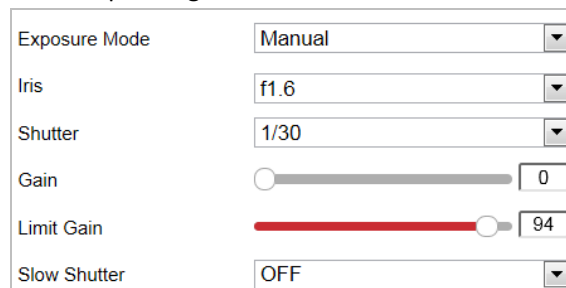 Exposure Mode Manual
Iris f1.6
Shutter 1/30
Gain 0
Limit Gain 94
Slow Shutter OFF